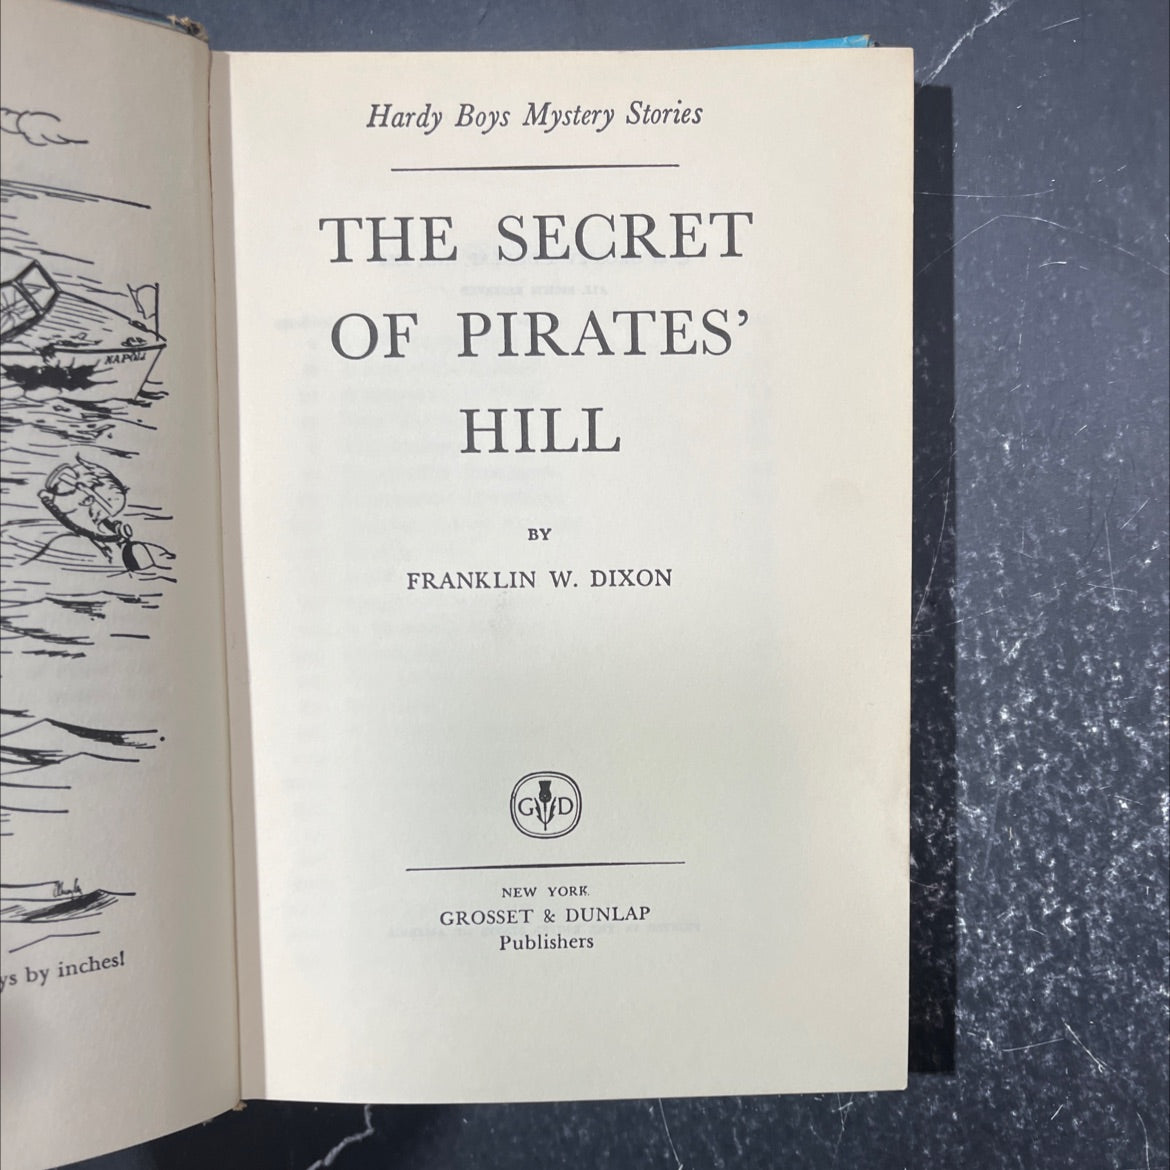 NAPOLI
ys by inches!
Hardy Boys Mystery Stories
THE SECRET
OF PIRATES'
HILL
BY
FRANKLIN W. DIXON
G D
NEW YORK
GROSSET & DUNLAP
Publishers